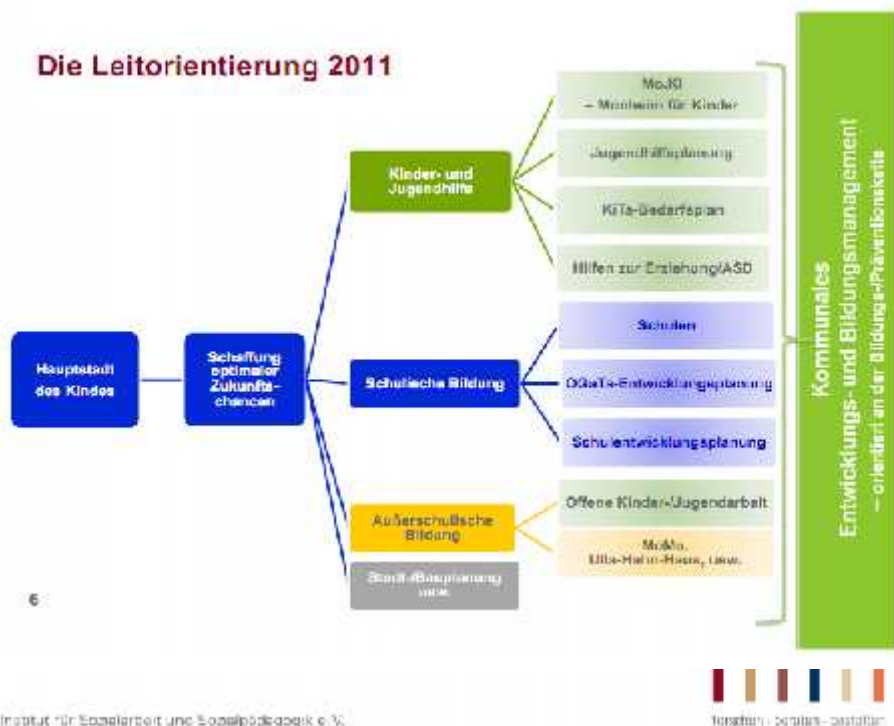 Die Leitorientierung 2011
Hauptstadt
des Kindes
Schaffung
optimaler
Zukunfts-
chancen
Kinder- und
Jugendhilfe
MoKi
– Monheim für Kinder
Jugendhilfeplanung
KiTa-Bedarfsplan
Hilfen zur Erziehung/ASD
Schulische Bildung
Schulen
OGaTa-Entwicklungsplanung
Schulentwicklungsplanung
Außerschulische
Bildung
Offene Kinder-/Jugendarbeit
MoMo,
Ulla-Hahn-Haus, usw.
Stadt-/Bauplanung
usw.
Kommunales
Entwicklungs- und Bildungsmanagement
– orientiert an der Bildungs-/Präventionskette
6
Institut für Sozialarbeit und Sozialpädagogik e.V.
forschen · beraten · gestalten